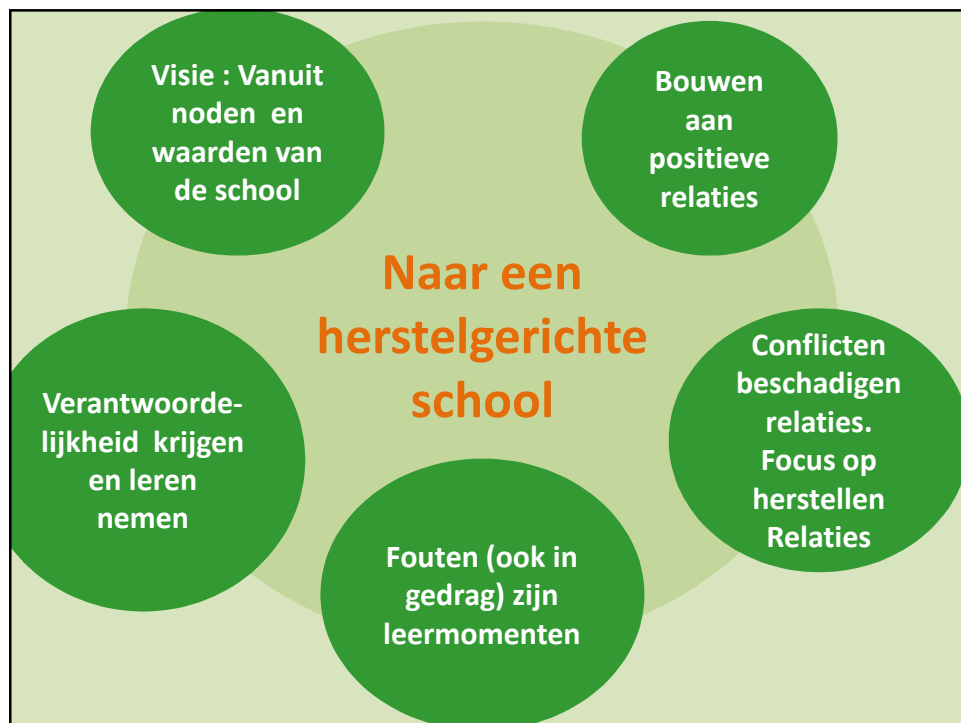 Visie : Vanuit
noden en
waarden van
de school
Bouwen
aan
positieve
relaties
Naar een
herstelgerichte
school
Conflicten
beschadigen
relaties.
Focus op
herstellen
Relaties
Verantwoorde-
lijkheid krijgen
en leren
nemen
Fouten (ook in
gedrag) zijn
leermomenten